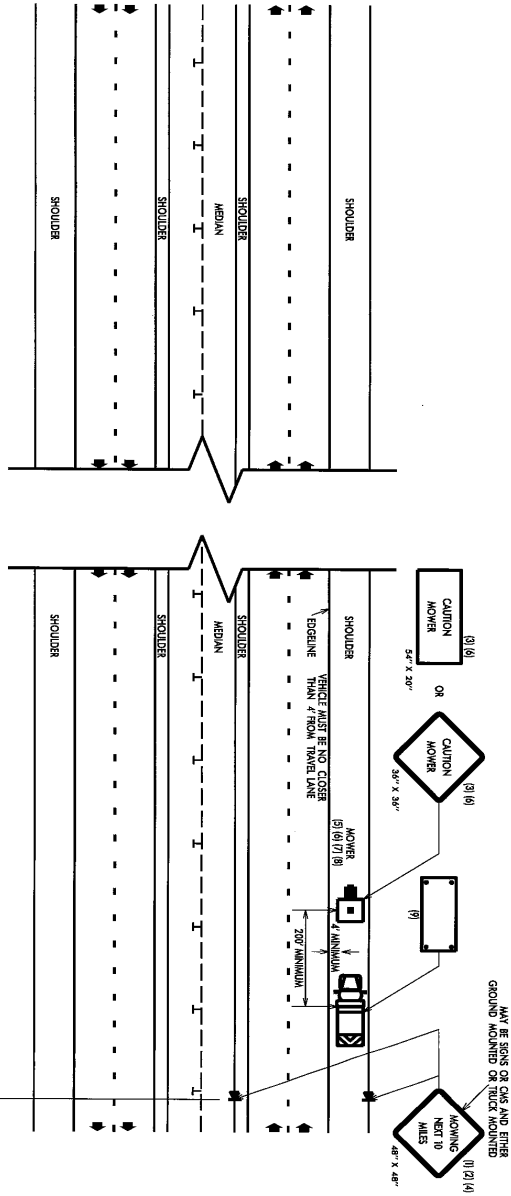 SHOULDER
SHOULDER
MEDIAN
SHOULDER
SHOULDER
SHOULDER
SHOULDER
MEDIAN
SHOULDER
SHOULDER
EDGELINE
VEHICLE MUST BE NO CLOSER
THAN 4' FROM TRAVEL LANE
(3) (6)
CAUTION
MOWER
54" X 20"
OR
(3) (6)
CAUTION
MOWER
36" X 36"
MOWER
(5) (6) (7) (8)
4' MINIMUM
200' MINIMUM
(9)
MAY BE SIGNS OR CMS AND EITHER
GROUND MOUNTED OR TRUCK MOUNTED
(1) (2) (4)
MOWING
NEXT 10
MILES
48" X 48"